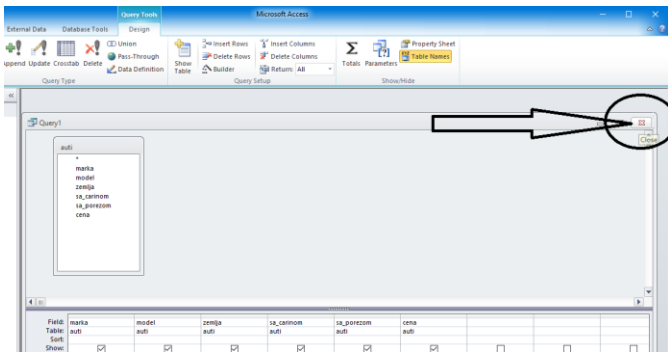 Query Tools
Microsoft Access
External Data Database Tools Design
Append Update Crosstab Delete
Union
Pass-Through
Data Definition
Show Table
Insert Rows
Delete Rows
Builder
Insert Columns
Delete Columns
Return: All
Totals Parameters
Property Sheet
Table Names
Query Type Query Setup Show/Hide
Query1
Close
auti
*
marka
model
zemlja
sa_carinom
sa_porezom
cena
Field: marka model zemlja sa_carinom sa_porezom cena
Table: auti auti auti auti auti auti
Sort:
Show: